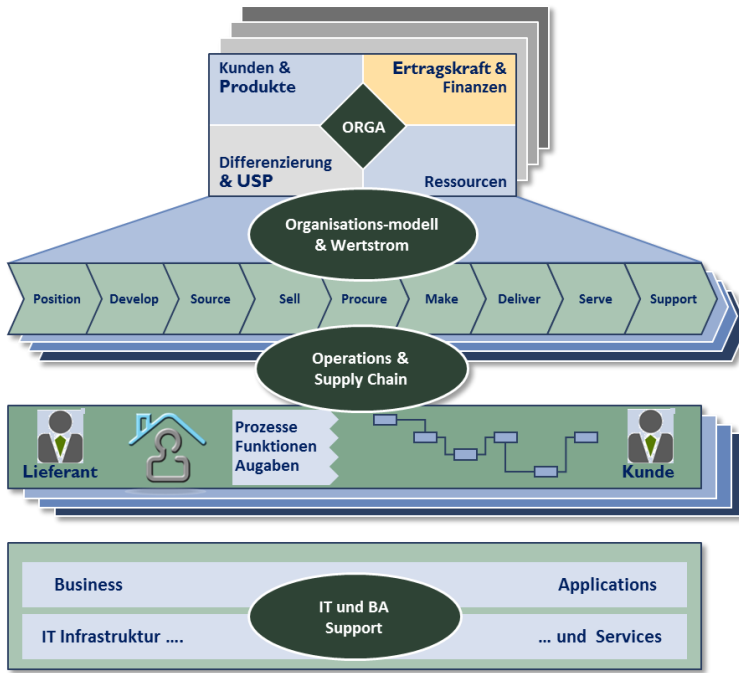 Kunden &
Produkte
Ertragskraft &
Finanzen
ORGA
Differenzierung
& USP
Ressourcen
Organisations-modell
& Wertstrom
Position
Develop
Source
Sell
Procure
Make
Deliver
Serve
Support
Operations &
Supply Chain
Lieferant
Prozesse
Funktionen
Augaben
Kunde
Business
Applications
IT und BA
Support
IT Infrastruktur ....
... und Services